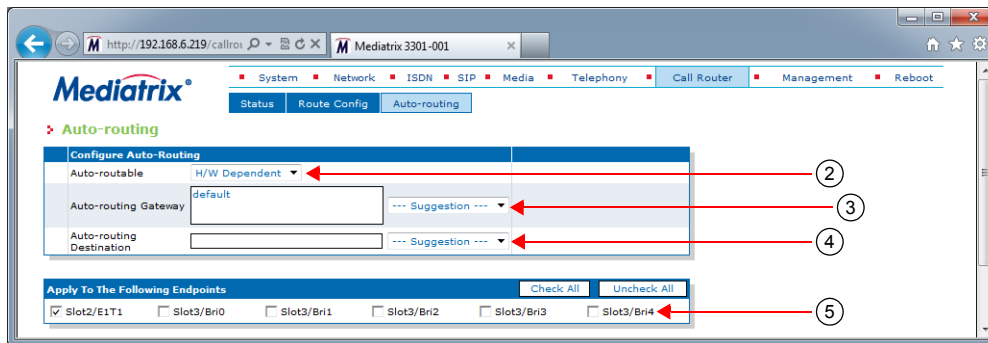 http://192.168.6.219/callrou
Mediatrix 3301-001
Mediatrix®
System Network ISDN SIP Media Telephony Call Router Management Reboot
Status Route Config Auto-routing
Auto-routing
Configure Auto-Routing
Auto-routable H/W Dependent 2
default
Auto-routing Gateway --- Suggestion --- 3
Auto-routing
Destination --- Suggestion --- 4
Apply To The Following Endpoints Check All Uncheck All
Slot2/E1T1 Slot3/Bri0 Slot3/Bri1 Slot3/Bri2 Slot3/Bri3 Slot3/Bri4 5